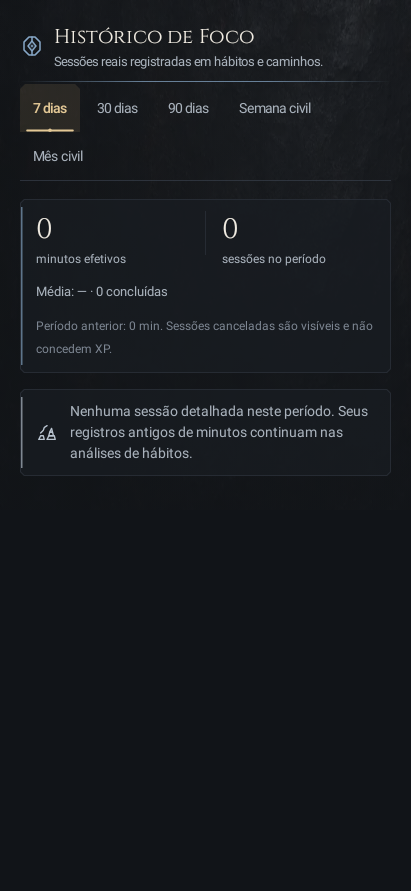 Histórico de Foco
Sessões reais registradas em hábitos e caminhos.
7 dias
30 dias
90 dias
Semana civil
Mês civil
0
minutos efetivos
0
sessões no período
Média: — · 0 concluídas
Período anterior: 0 min. Sessões canceladas são visíveis e não
concedem XP.
Nenhuma sessão detalhada neste período. Seus
registros antigos de minutos continuam nas
análises de hábitos.